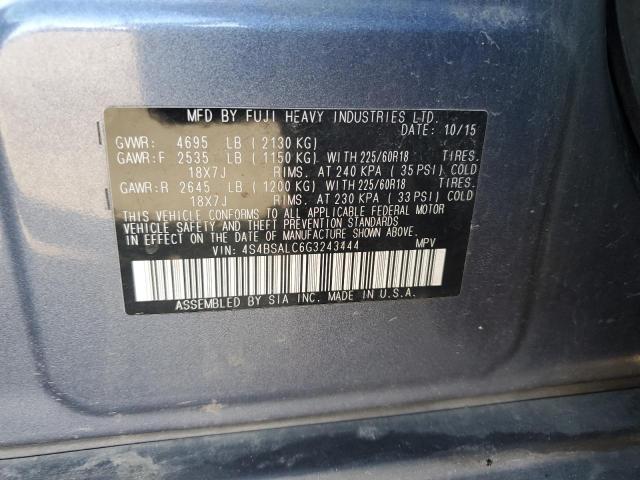 MFD BY FUJI HEAVY INDUSTRIES LTD.
DATE: 10/15
GVWR: 4695 LB (2130 KG)
GAWR:F 2535 LB (1150 KG) WITH 225/60R18 TIRES.
18X7J RIMS. AT 240 KPA (35 PSI) COLD
GAWR:R 2645 LB (1200 KG) WITH 225/60R18 TIRES.
18X7J RIMS. AT 230 KPA (33 PSI) COLD
THIS VEHICLE CONFORMS TO ALL APPLICABLE FEDERAL MOTOR
VEHICLE SAFETY AND THEFT PREVENTION STANDARDS
IN EFFECT ON THE DATE OF MANUFACTURE SHOWN ABOVE.
VIN: 4S4BSALC6G3243444 MPV
ASSEMBLED BY SIA INC. MADE IN U.S.A.